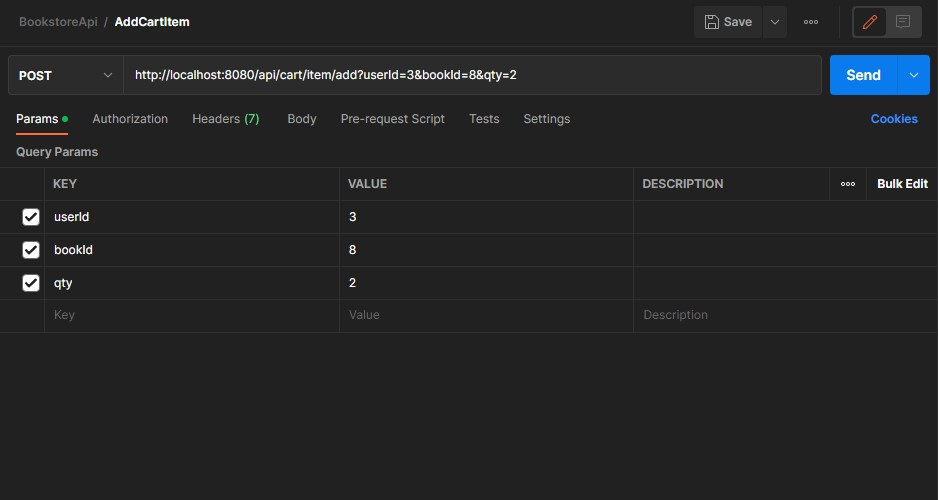 BookstoreApi / AddCartItem Save ooo
POST http://localhost:8080/api/cart/item/add?userId=3&bookId=8&qty=2 Send
Params Authorization Headers (7) Body Pre-request Script Tests Settings Cookies
Query Params
KEY VALUE DESCRIPTION ooo Bulk Edit
userId 3
bookId 8
qty 2
Key Value Description